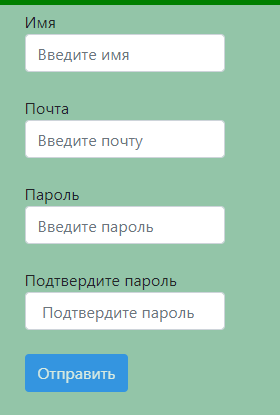 Имя
Введите имя
Почта
Введите почту
Пароль
Введите пароль
Подтвердите пароль
Подтвердите пароль
Отправить